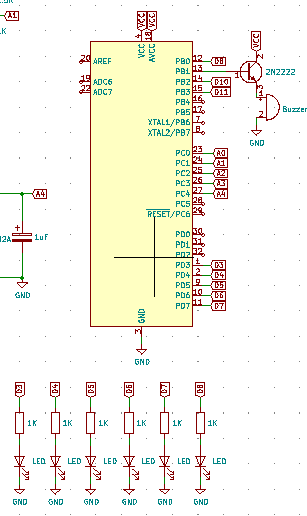 A1
VCC
VCC
4
18
VCC
AVCC
VCC
20 AREF
PB0 12 D8
PB1 13
2N2222
19 ADC6
PB2 14 D10
22 ADC7
PB3 15 D11
PB4 16
PB5 17
XTAL1/PB6 7
XTAL2/PB7 8
1
2
3
1
2
Buzzer
GND
PC0 23 A0
PC1 24 A1
PC2 25 A2
PC3 26 A3
PC4 27 A4
PC5 28
RESET/PC6 29
A4
1uF
GND
PD0 30
PD1 31
PD2 32
PD3 1 D3
PD4 2 D4
PD5 9 D5
PD6 10 D6
PD7 11 D7
GND
3
GND
D3
D4
D5
D6
D7
D8
1K
1K
1K
1K
1K
1K
LED
LED
LED
LED
LED
LED
GND
GND
GND
GND
GND
GND